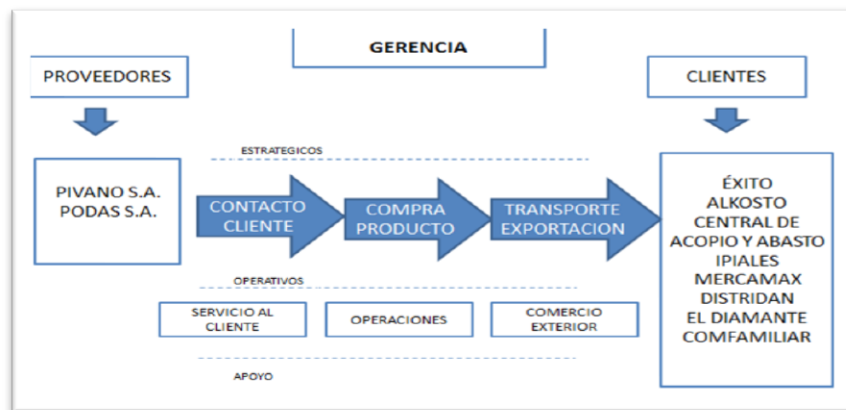 GERENCIA
PROVEEDORES
CLIENTES
ESTRATEGICOS
PIVANO S.A.
PODAS S.A.
CONTACTO
CLIENTE
COMPRA
PRODUCTO
TRANSPORTE
EXPORTACION
ÉXITO
ALKOSTO
CENTRAL DE
ACOPIO Y ABASTO
IPIALES
MERCAMAX
DISTRIDAN
EL DIAMANTE
COMFAMILIAR
OPERATIVOS
SERVICIO AL
CLIENTE
OPERACIONES
COMERCIO
EXTERIOR
APOYO